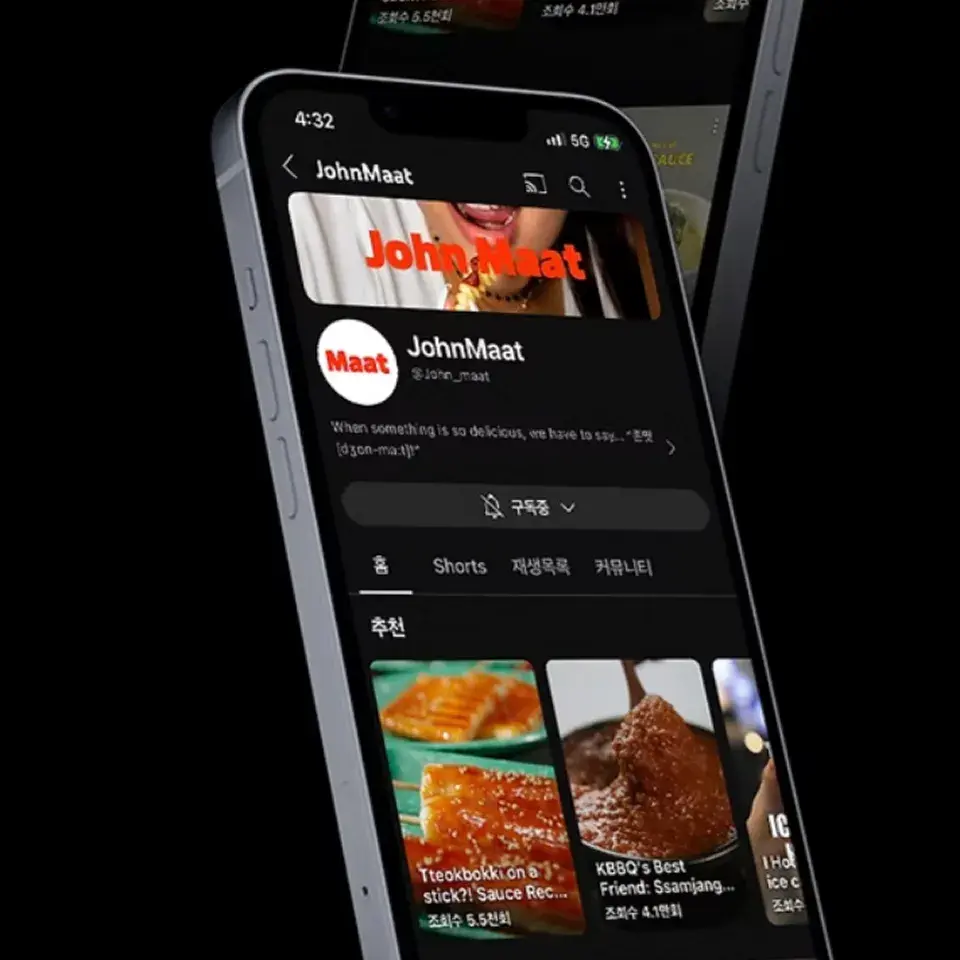 조회수 5.5천회
조회수 4.1만회
조회수
SAUCE
4:32
5G
JohnMaat
John Maat
Maat
JohnMaat
@John_maat
When something is so delicious, we have to say... "존맛
[dʒon-ma:t]!"
구독중
홈 Shorts 재생목록 커뮤니티
추천
Tteokbokki on a
stick?! Sauce Rec...
조회수 5.5천회
KBBQ's Best
Friend: Ssamjang...
조회수 4.1만회
IC
I Ho
ice c
조회수